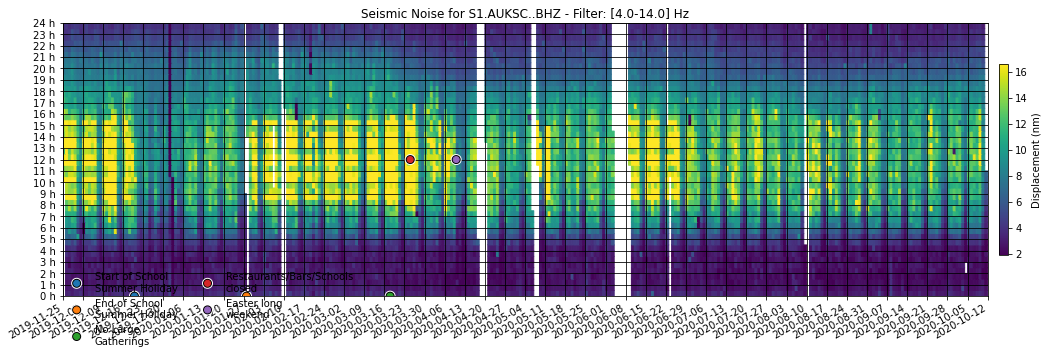 Seismic Noise for S1.AUKSC..BHZ - Filter: [4.0-14.0] Hz
24 h
23 h
22 h
21 h
20 h
19 h
18 h
17 h
16 h
15 h
14 h
13 h
12 h
11 h
10 h
9 h
8 h
7 h
6 h
5 h
4 h
3 h
2 h
1 h
0 h
16
14
12
10
8
6
4
2
Displacement (nm)
Start of School
Summer Holiday
End of School
Summer Holiday
No Large
Gatherings
Restaurants/Bars/Schools
closed
Easter long
weekend
2019-11-25
2020-02-17
2020-02-24
2020-03-02
2020-03-09
2020-03-16
2020-03-23
2020-03-30
2020-04-06
2020-04-13
2020-04-20
2020-04-27
2020-05-04
2020-05-11
2020-05-18
2020-05-25
2020-06-01
2020-06-08
2020-06-15
2020-06-22
2020-06-29
2020-07-06
2020-07-13
2020-07-20
2020-07-27
2020-08-03
2020-08-10
2020-08-17
2020-08-24
2020-08-31
2020-09-07
2020-09-14
2020-09-21
2020-09-28
2020-10-05
2020-10-12